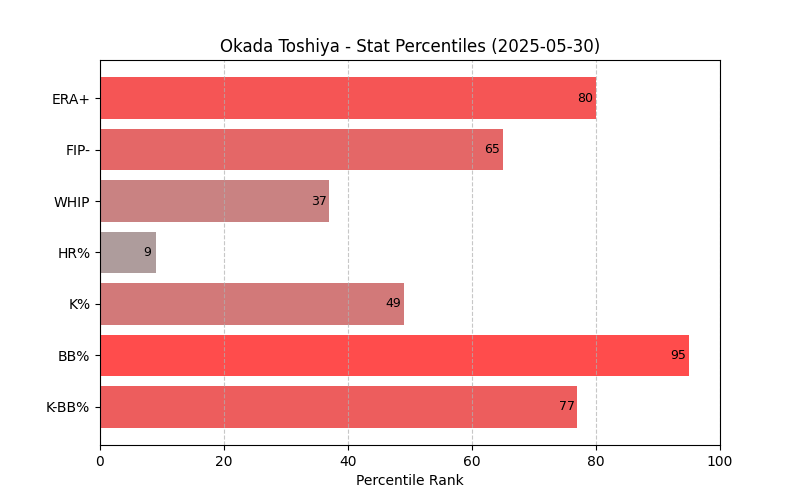 Okada Toshiya - Stat Percentiles (2025-05-30)
ERA+ 80
FIP- 65
WHIP 37
HR% 9
K% 49
BB% 95
K-BB% 77
0 20 40 60 80 100
Percentile Rank